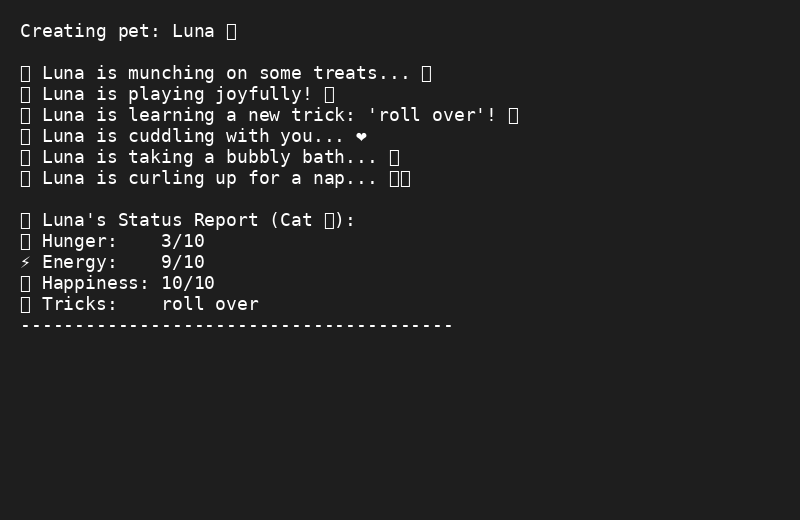 Creating pet: Luna ▯
▯ Luna is munching on some treats... ▯
▯ Luna is playing joyfully! ▯
▯ Luna is learning a new trick: 'roll over'! ▯
▯ Luna is cuddling with you... ❤
▯ Luna is taking a bubbly bath... ▯
▯ Luna is curling up for a nap... ▯▯
▯ Luna's Status Report (Cat ▯):
▯ Hunger:    3/10
⚡ Energy:    9/10
▯ Happiness: 10/10
▯ Tricks:    roll over
----------------------------------------